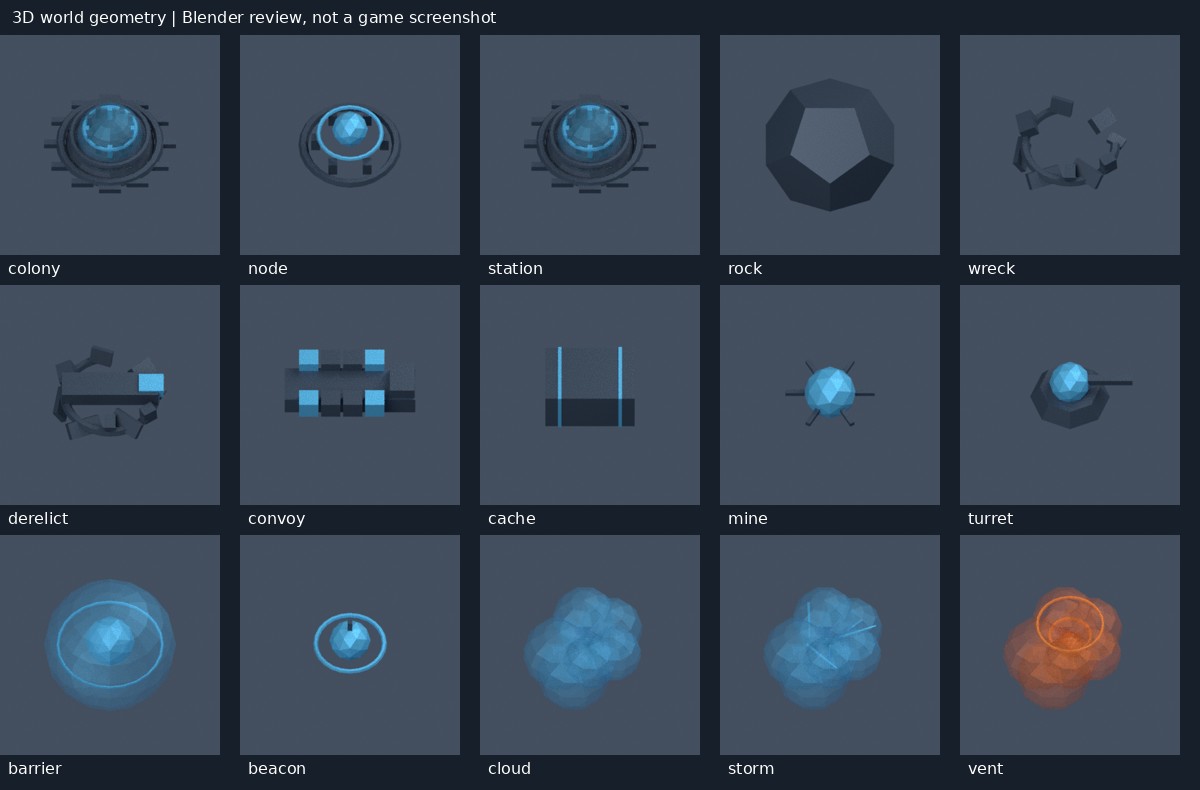 3D world geometry | Blender review, not a game screenshot
colony
node
station
rock
wreck
derelict
convoy
cache
mine
turret
barrier
beacon
cloud
storm
vent